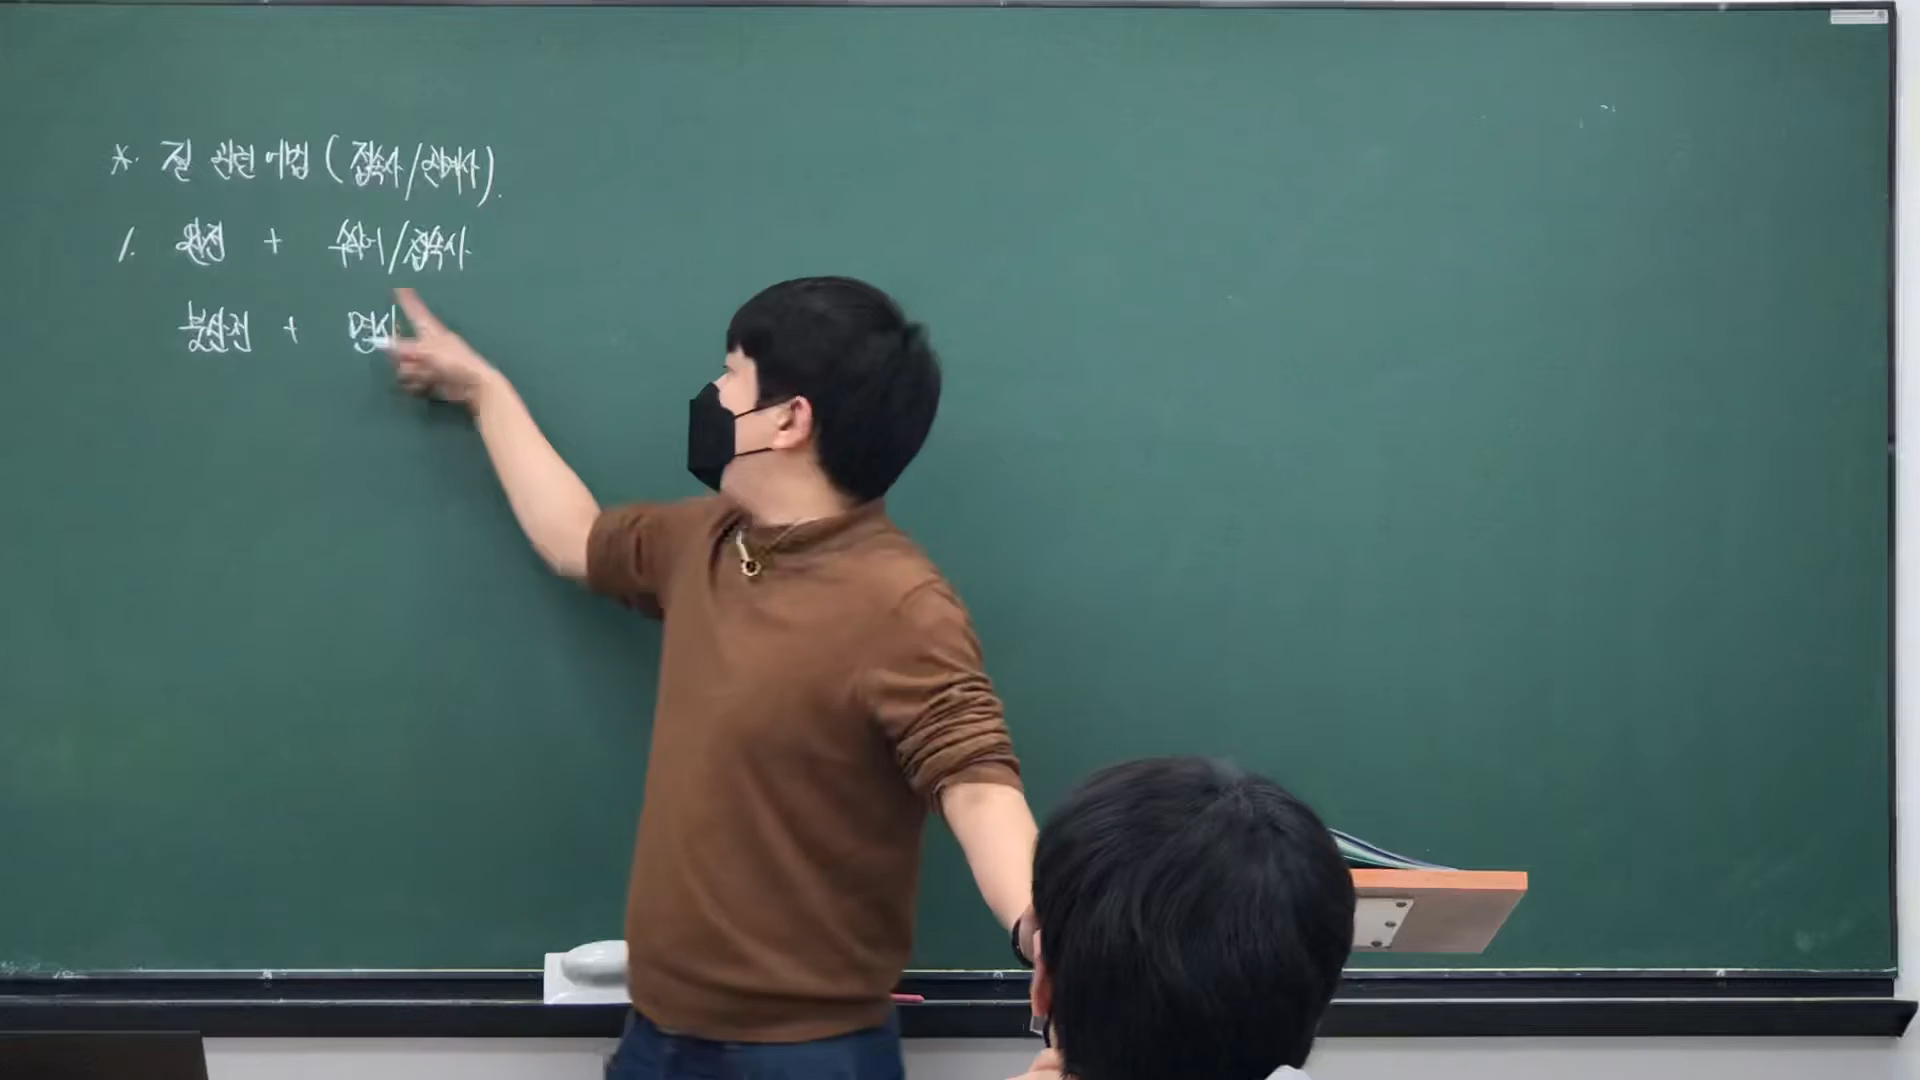 *. 절 관련 어법 (접속사/관계사).
1. 완전 + 수식어/접속사
불완전 + 명사